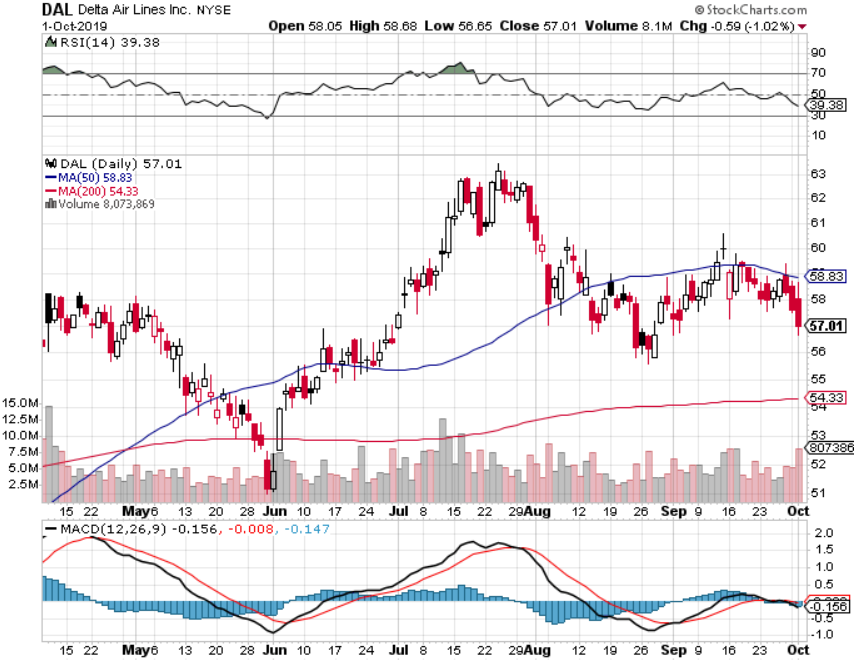 DAL Delta Air Lines Inc. NYSE
© StockCharts.com
1-Oct-2019
Open 58.05 High 58.68 Low 56.65 Close 57.01 Volume 8.1M Chg -0.59 (-1.02%)
RSI(14) 39.38
90
70
50
39.38
30
10
DAL (Daily) 57.01
MA(50) 58.83
MA(200) 54.33
Volume 8,073,869
63
62
61
60
58.83
58
57.01
56
55
54.33
54
53
807386
52
51
15.0M
12.5M
10.0M
7.5M
5.0M
2.5M
15 22 May 6 13 20 28 Jun 10 17 24 Jul 8 15 22 29 Aug 12 19 26 Sep 9 16 23 Oct
MACD(12,26,9) -0.156, -0.008, -0.147
2.0
1.5
1.0
0.5
-0.156
-0.5
-1.0
15 22 May 6 13 20 28 Jun 10 17 24 Jul 8 15 22 29 Aug 12 19 26 Sep 9 16 23 Oct